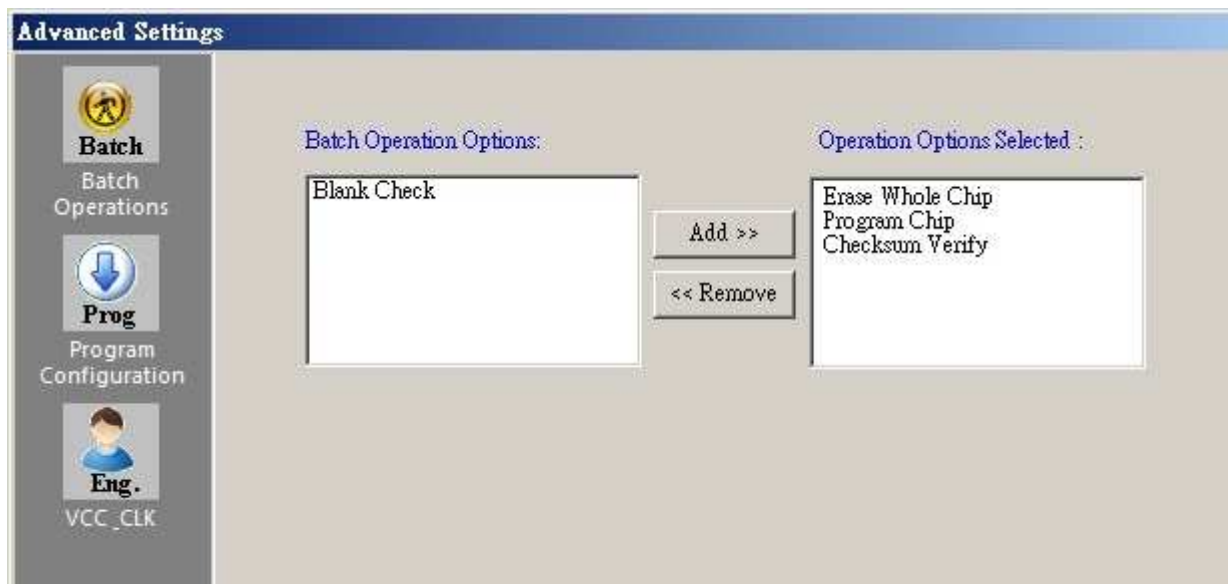 Advanced Settings
Batch
Batch
Operations
Prog
Program
Configuration
Eng.
VCC_CLK
Batch Operation Options:
Blank Check
Add >>
<< Remove
Operation Options Selected :
Erase Whole Chip
Program Chip
Checksum Verify